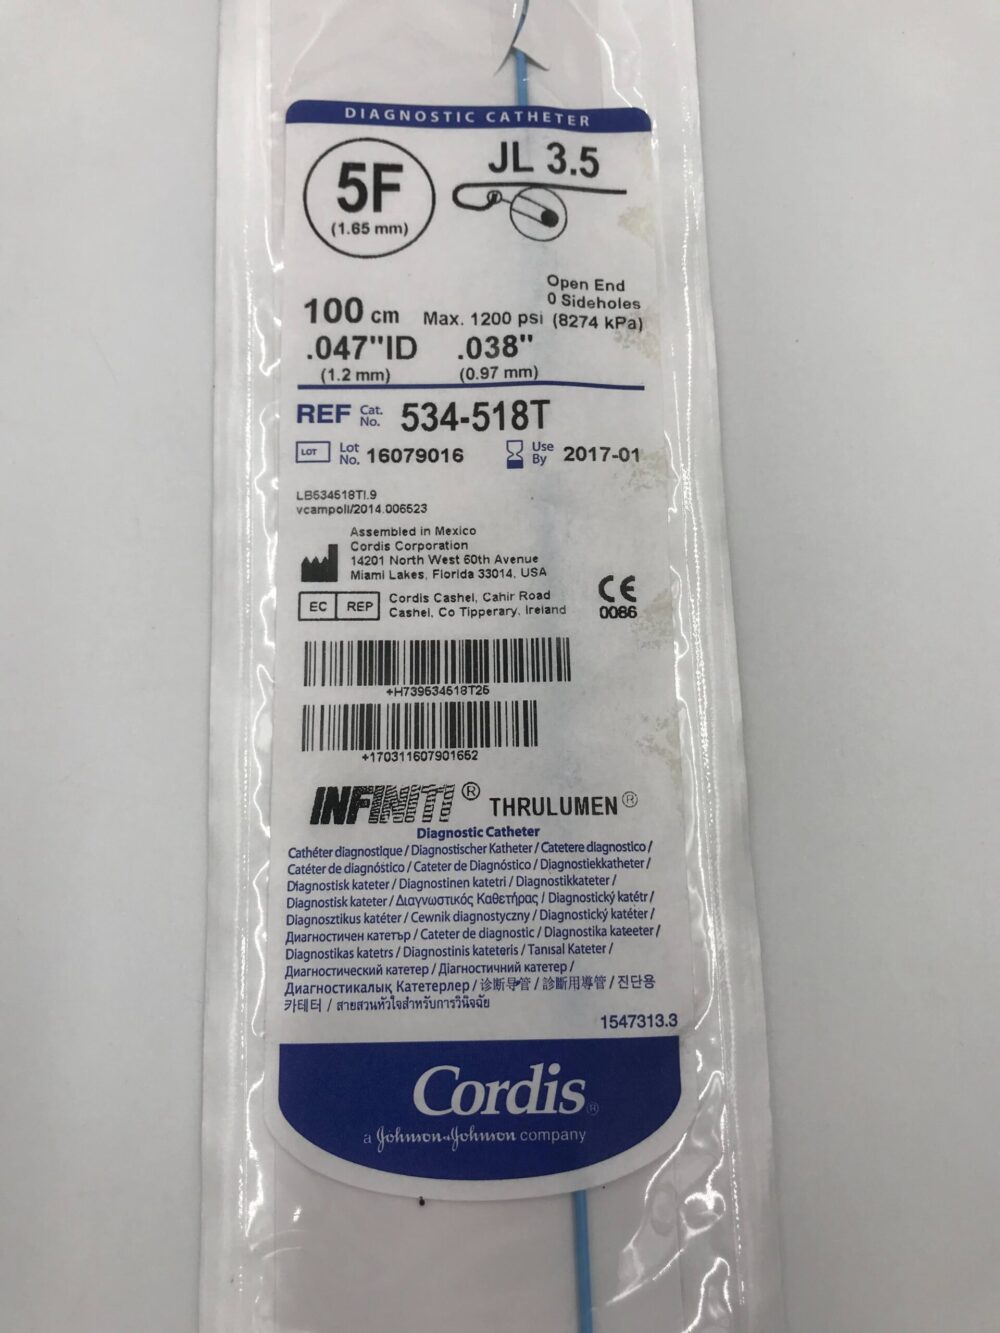 DIAGNOSTIC CATHETER
5F
(1.65 mm)
JL 3.5
Open End
0 Sideholes
100 cm Max. 1200 psi (8274 kPa)
.047"ID .038"
(1.2 mm) (0.97 mm)
REF Cat. No. 534-518T
LOT Lot No. 16079016 Use By 2017-01
LB534518TI.9
vcampoli/2014.006523
Assembled in Mexico
Cordis Corporation
14201 North West 60th Avenue
Miami Lakes, Florida 33014, USA
EC REP Cordis Cashel, Cahir Road
Cashel, Co Tipperary, Ireland
CE
0086
+H739534518T25
+170311607901652
INFINITI® THRULUMEN®
Diagnostic Catheter
Cathéter diagnostique / Diagnostischer Katheter / Catetere diagnostico /
Catéter de diagnóstico / Cateter de Diagnóstico / Diagnostiekkatheter /
Diagnostisk kateter / Diagnostinen katetri / Diagnostikkateter /
Diagnostisk kateter / Διαγνωστικός Καθετήρας / Diagnostický katétr /
Diagnosztikus katéter / Cewnik diagnostyczny / Diagnostický katéter /
Диагностичен катетър / Cateter de diagnostic / Diagnostika kateeter /
Diagnostikas katetrs / Diagnostinis kateteris / Tanısal Kateter /
Диагностический катетер / Діагностичний катетер /
Диагностикалық Катетерлер / 诊断导管 / 診斷用導管 / 진단용
카테터 / สายสวนหัวใจสำหรับการวินิจฉัย
1547313.3
Cordis®
a Johnson & Johnson company